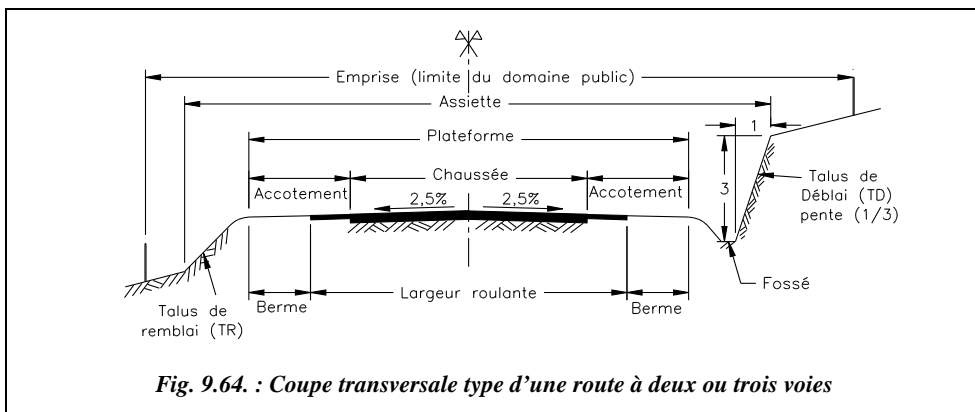 Emprise (limite du domaine public)
Assiette
1
Plateforme
Chaussée
Accotement
Accotement
2,5%
2,5%
3
Talus de
Déblai (TD)
pente (1/3)
Fossé
Berme
Largeur roulante
Berme
Talus de
remblai (TR)
Fig. 9.64. : Coupe transversale type d'une route à deux ou trois voies